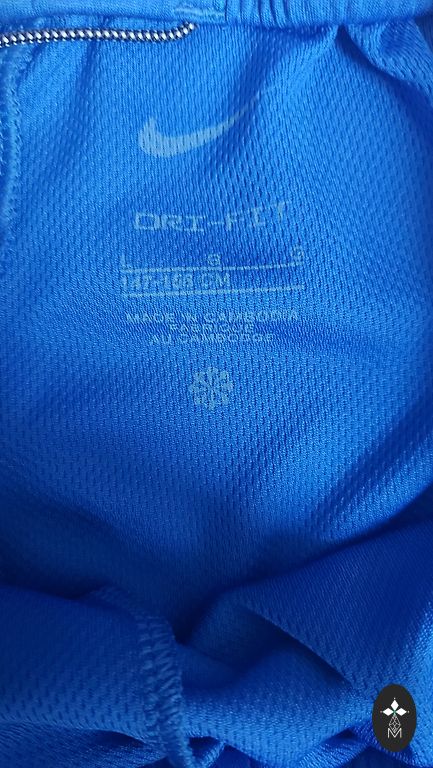 DRI-FIT
L G
147-158 CM
MADE IN CAMBODIA
FABRIQUE
AU CAMBODGE
M